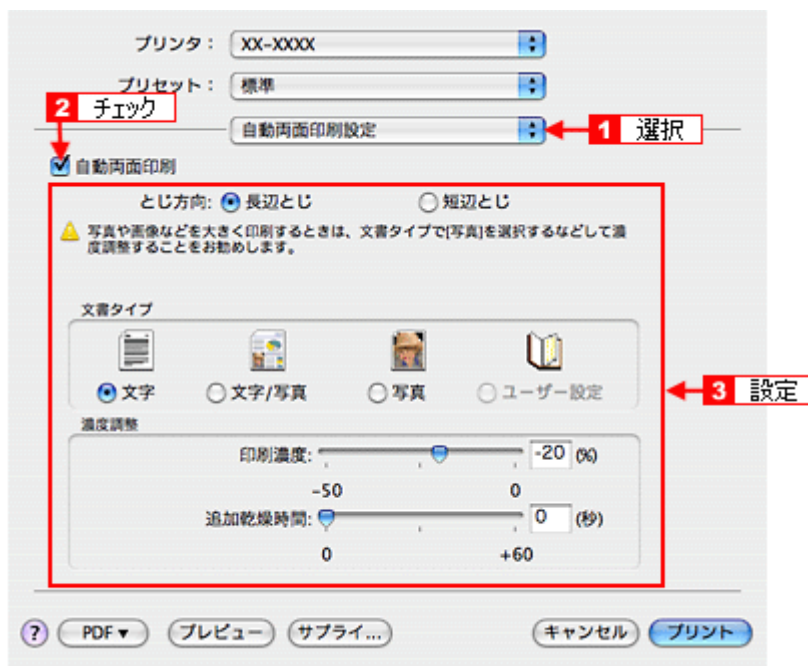 プリンタ： XX-XXXX
プリセット： 標準
2 チェック
自動両面印刷設定
1 選択
自動両面印刷
とじ方向: 長辺とじ 短辺とじ
写真や画像などを大きく印刷するときは、文書タイプで[写真]を選択するなどして濃
度調整することをお勧めします。
文書タイプ
文字 文字/写真 写真 ユーザー設定
3 設定
濃度調整
印刷濃度: -20 (%)
-50 0
追加乾燥時間: 0 (秒)
0 +60
? PDF▼ プレビュー サプライ... キャンセル プリント